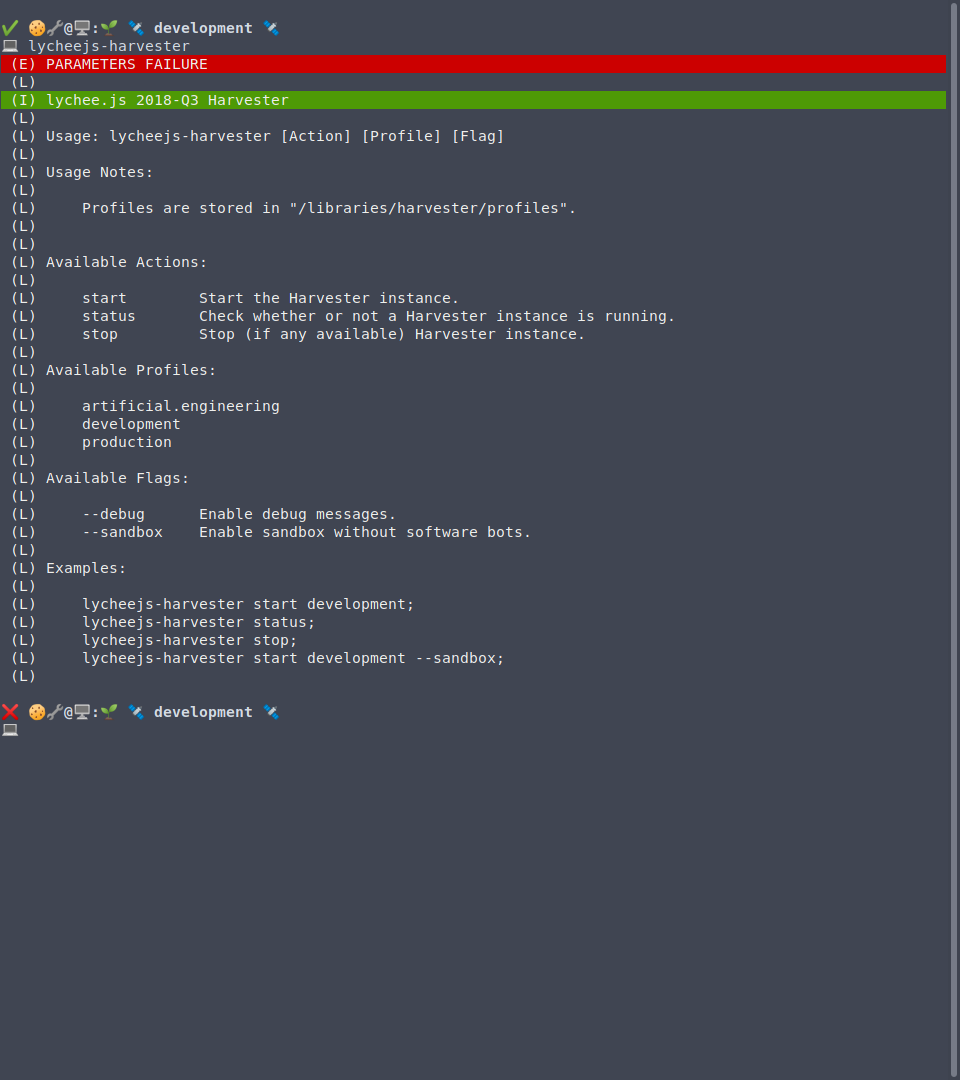 ✔ 🍪🔧@🖥:🌱 🛰 development 🛰
💻 lycheejs-harvester
(E) PARAMETERS FAILURE
(L)
(I) lychee.js 2018-Q3 Harvester
(L)
(L) Usage: lycheejs-harvester [Action] [Profile] [Flag]
(L)
(L) Usage Notes:
(L)
(L)     Profiles are stored in "/libraries/harvester/profiles".
(L)
(L)
(L) Available Actions:
(L)
(L)     start        Start the Harvester instance.
(L)     status       Check whether or not a Harvester instance is running.
(L)     stop         Stop (if any available) Harvester instance.
(L)
(L) Available Profiles:
(L)
(L)     artificial.engineering
(L)     development
(L)     production
(L)
(L) Available Flags:
(L)
(L)     --debug      Enable debug messages.
(L)     --sandbox    Enable sandbox without software bots.
(L)
(L) Examples:
(L)
(L)     lycheejs-harvester start development;
(L)     lycheejs-harvester status;
(L)     lycheejs-harvester stop;
(L)     lycheejs-harvester start development --sandbox;
(L)
❌ 🍪🔧@🖥:🌱 🛰 development 🛰
💻